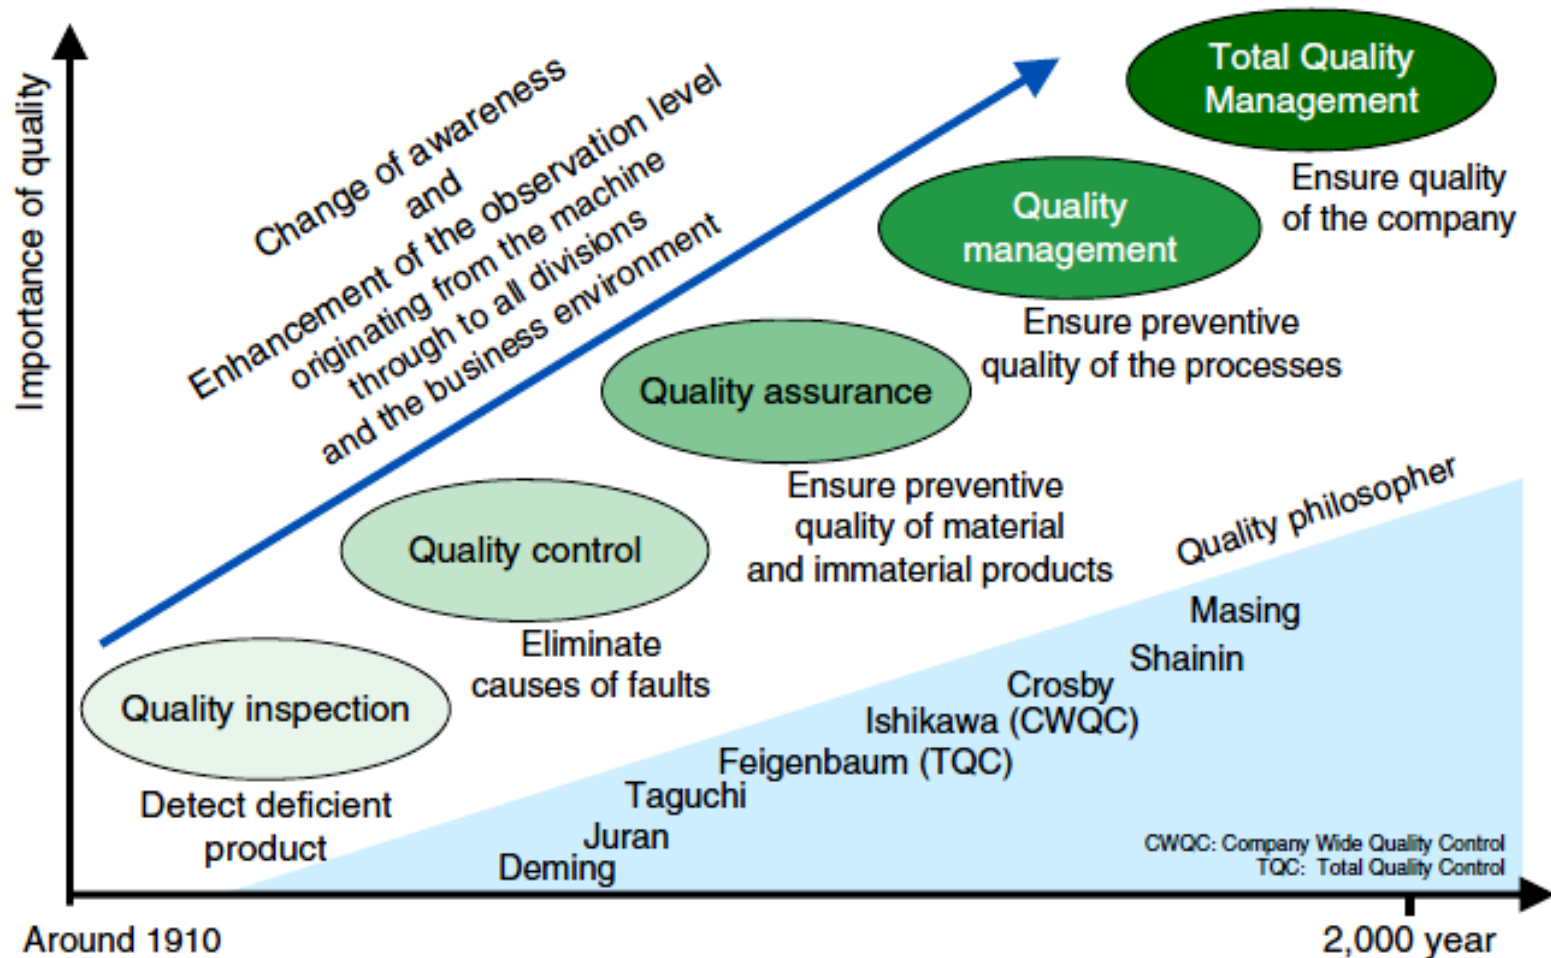 Importance of quality
Change of awareness
and
Enhancement of the observation level
originating from the machine
through to all divisions
and the business environment
Total Quality
Management
Ensure quality
of the company
Quality
management
Ensure preventive
quality of the processes
Quality assurance
Ensure preventive
quality of material
and immaterial products
Quality control
Eliminate
causes of faults
Quality inspection
Detect deficient
product
Quality philosopher
Masing
Shainin
Crosby
Ishikawa (CWQC)
Feigenbaum (TQC)
Taguchi
Juran
Deming
CWQC: Company Wide Quality Control
TQC: Total Quality Control
Around 1910
2,000 year